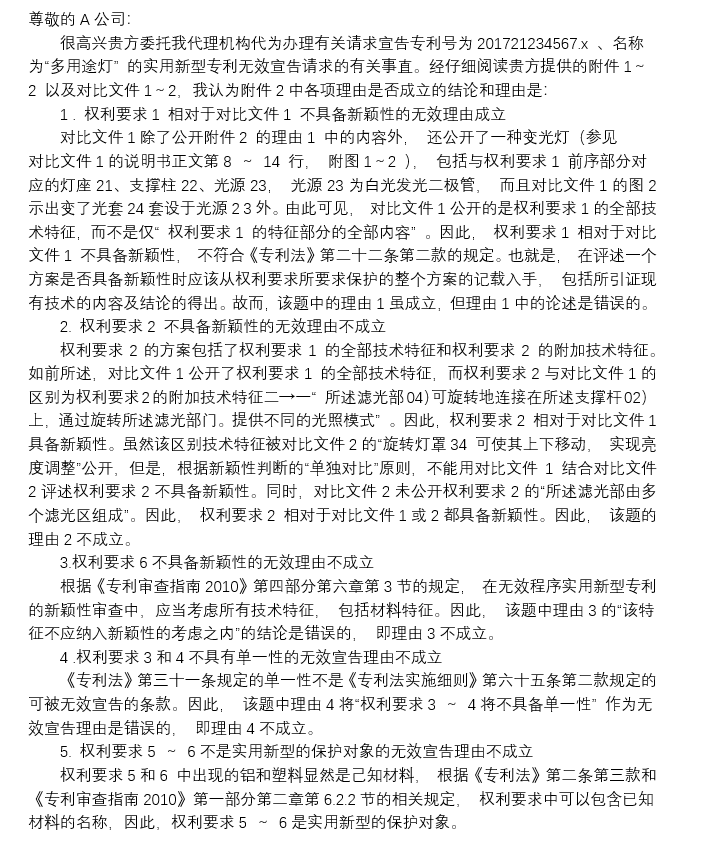 尊敬的 A 公司:
很高兴贵方委托我代理机构代为办理有关请求宣告专利号为 201721234567.x 、名称
为“多用途灯” 的实用新型专利无效宣告请求的有关事宜。经仔细阅读贵方提供的附件 1～
2 以及对比文件 1～2, 我认为附件 2 中各项理由是否成立的结论和理由是:
1 . 权利要求 1 相对于对比文件 1 不具备新颖性的无效理由成立
对比文件 1 除了公开附件 2 的理由 1 中的内容外, 还公开了一种变光灯 (参见
对比文件 1 的说明书正文第 8 ～ 14 行, 附图 1～2 ), 包括与权利要求 1 前序部分对
应的灯座 21、支撑柱 22、光源 23, 光源 23 为白光发光二极管, 而且对比文件 1 的图 2
示出变了光套 24 套设于光源 2 3 外。由此可见, 对比文件 1 公开的是权利要求 1 的全部技
术特征, 而不是仅“ 权利要求 1 的特征部分的全部内容” 。因此, 权利要求 1 相对于对比
文件 1 不具备新颖性, 不符合《专利法》第二十二条第二款的规定。也就是, 在评述一个
方案是否具备新颖性时应该从权利要求所要求保护的整个方案的记载入手, 包括所引证现
有技术的内容及结论的得出。故而, 该题中的理由 1 虽成立, 但理由 1 中的论述是错误的。
2. 权利要求 2 不具备新颖性的无效理由不成立
权利要求 2 的方案包括了权利要求 1 的全部技术特征和权利要求 2 的附加技术特征。
如前所述, 对比文件 1 公开了权利要求 1 的全部技术特征, 而权利要求 2 与对比文件 1 的
区别为权利要求2的附加技术特征二→一“ 所述滤光部 04) 可旋转地连接在所述支撑杆 02)
上, 通过旋转所述滤光部门。提供不同的光照模式” 。因此, 权利要求 2 相对于对比文件 1
具备新颖性。虽然该区别技术特征被对比文件 2 的“旋转灯罩 34 可使其上下移动, 实现亮
度调整”公开, 但是, 根据新颖性判断的“单独对比”原则, 不能用对比文件 1 结合对比文件
2 评述权利要求 2 不具备新颖性。同时, 对比文件 2 未公开权利要求 2 的“所述滤光部由多
个滤光区组成”。因此, 权利要求 2 相对于对比文件 1 或 2 都具备新颖性。因此, 该题的
理由 2 不成立。
3.权利要求 6 不具备新颖性的无效理由不成立
根据《专利审查指南 2010》第四部分第六章第 3 节的规定, 在无效程序实用新型专利
的新颖性审查中, 应当考虑所有技术特征, 包括材料特征。因此, 该题中理由 3 的“该特
征不应纳入新颖性的考虑之内”的结论是错误的, 即理由 3 不成立。
4 .权利要求 3 和 4 不具有单一性的无效宣告理由不成立
《专利法》第三十一条规定的单一性不是《专利法实施细则》第六十五条第二款规定的
可被无效宣告的条款。因此, 该题中理由 4 将“权利要求 3 ～ 4 将不具备单一性” 作为无
效宣告理由是错误的, 即理由 4 不成立。
5. 权利要求 5 ～ 6 不是实用新型的保护对象的无效宣告理由不成立
权利要求 5 和 6 中出现的铝和塑料显然是己知材料, 根据《专利法》第二条第三款和
《专利审查指南 2010》第一部分第二章第 6.2.2 节的相关规定, 权利要求中可以包含已知
材料的名称, 因此, 权利要求 5 ～ 6 是实用新型的保护对象。